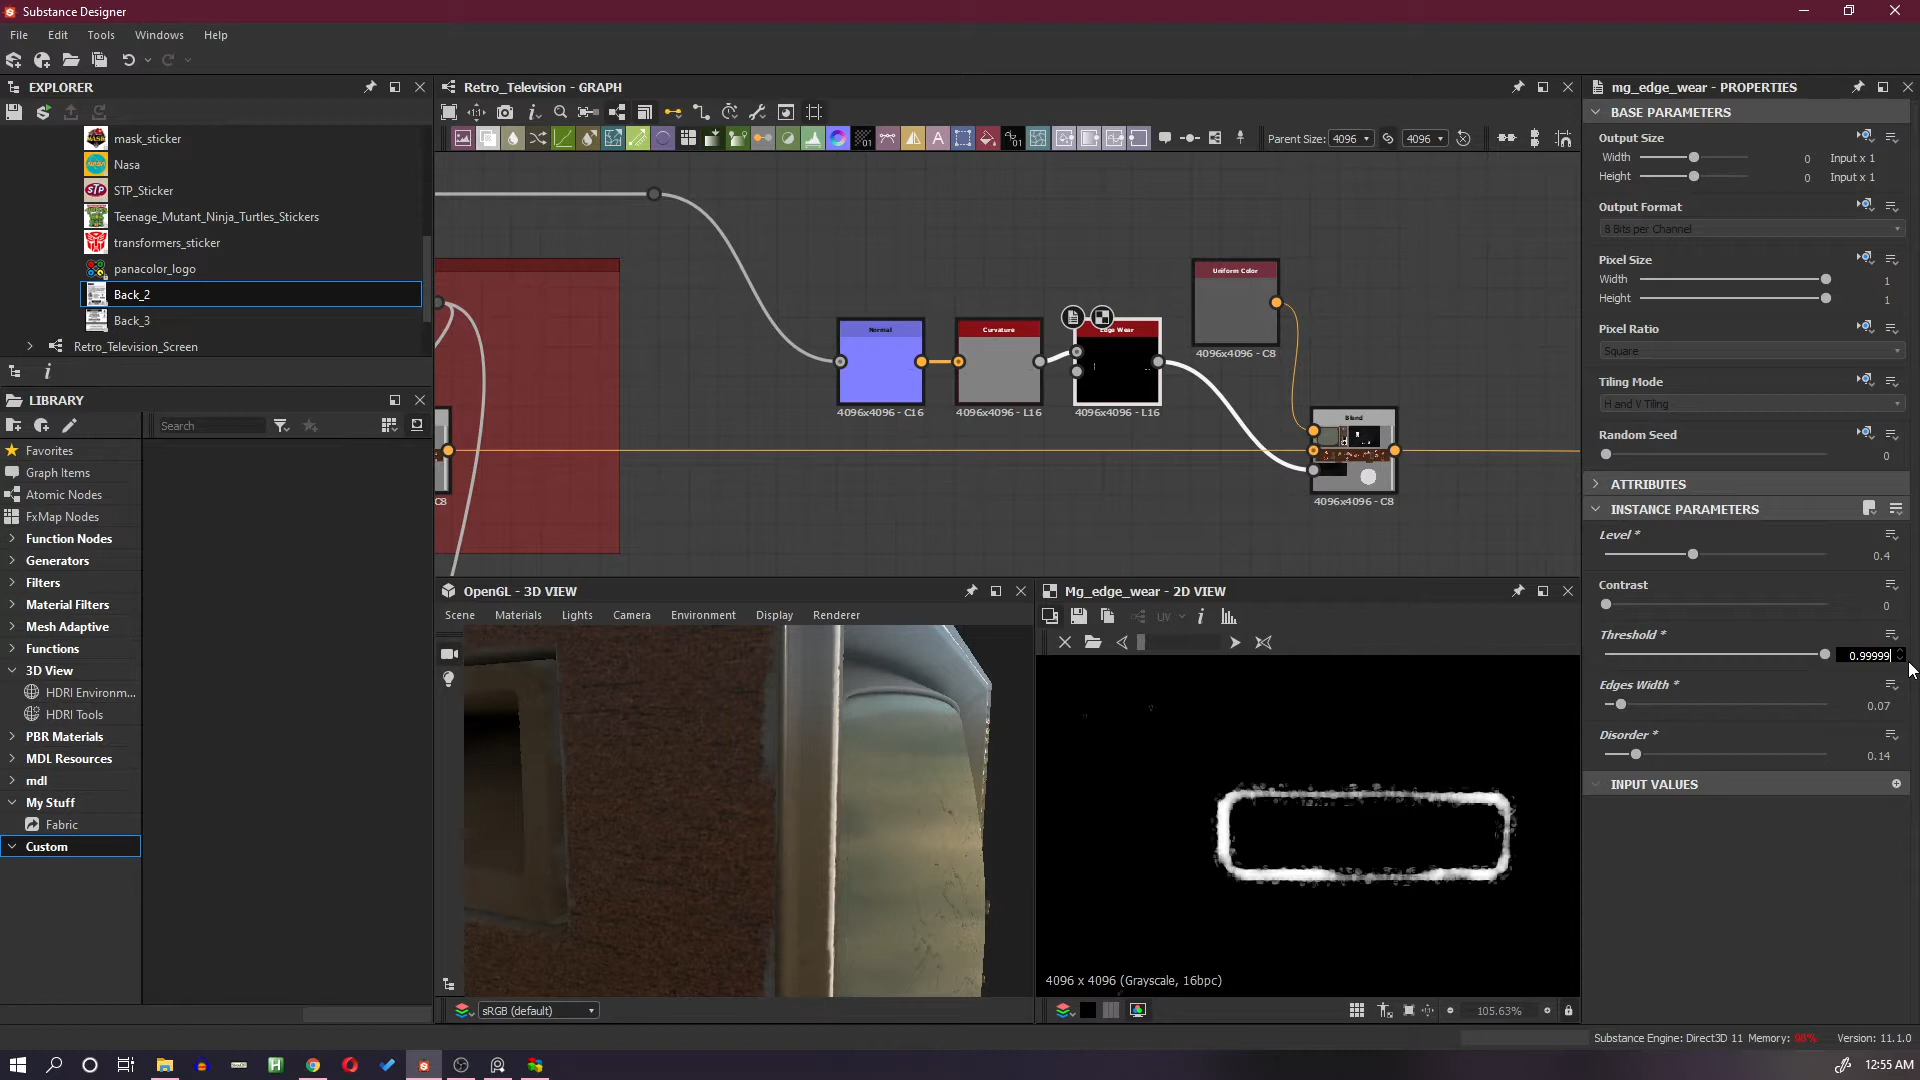 Substance Designer
File Edit Tools Windows Help
EXPLORER
mask_sticker
Nasa
STP_Sticker
Teenage_Mutant_Ninja_Turtles_Stickers
transformers_sticker
panacolor_logo
Back_2
Back_3
Retro_Television_Screen
LIBRARY
Search
Favorites
Graph Items
Atomic Nodes
FxMap Nodes
Function Nodes
Generators
Filters
Material Filters
Mesh Adaptive
Functions
3D View
HDRI Environm...
HDRI Tools
PBR Materials
MDL Resources
mdl
My Stuff
Fabric
Custom
Retro_Television - GRAPH
Parent Size: 4096 4096
Normal
4096x4096 - C16
Curvature
4096x4096 - L16
Edge Wear
4096x4096 - L16
Uniform Color
4096x4096 - C8
Blend
4096x4096 - C8
C8
OpenGL - 3D VIEW
Scene Materials Lights Camera Environment Display Renderer
sRGB (default)
Mg_edge_wear - 2D VIEW
UV
4096 x 4096 (Grayscale, 16bpc)
105.63%
mg_edge_wear - PROPERTIES
BASE PARAMETERS
Output Size
Width 0 Input x 1
Height 0 Input x 1
Output Format
8 Bits per Channel
Pixel Size
Width 1
Height 1
Pixel Ratio
Square
Tiling Mode
H and V Tiling
Random Seed
0
ATTRIBUTES
INSTANCE PARAMETERS
Level *
0.4
Contrast
0
Threshold *
0.99999
Edges Width *
0.07
Disorder *
0.14
INPUT VALUES
Substance Engine: Direct3D 11 Memory: 98% Version: 11.1.0
12:55 AM